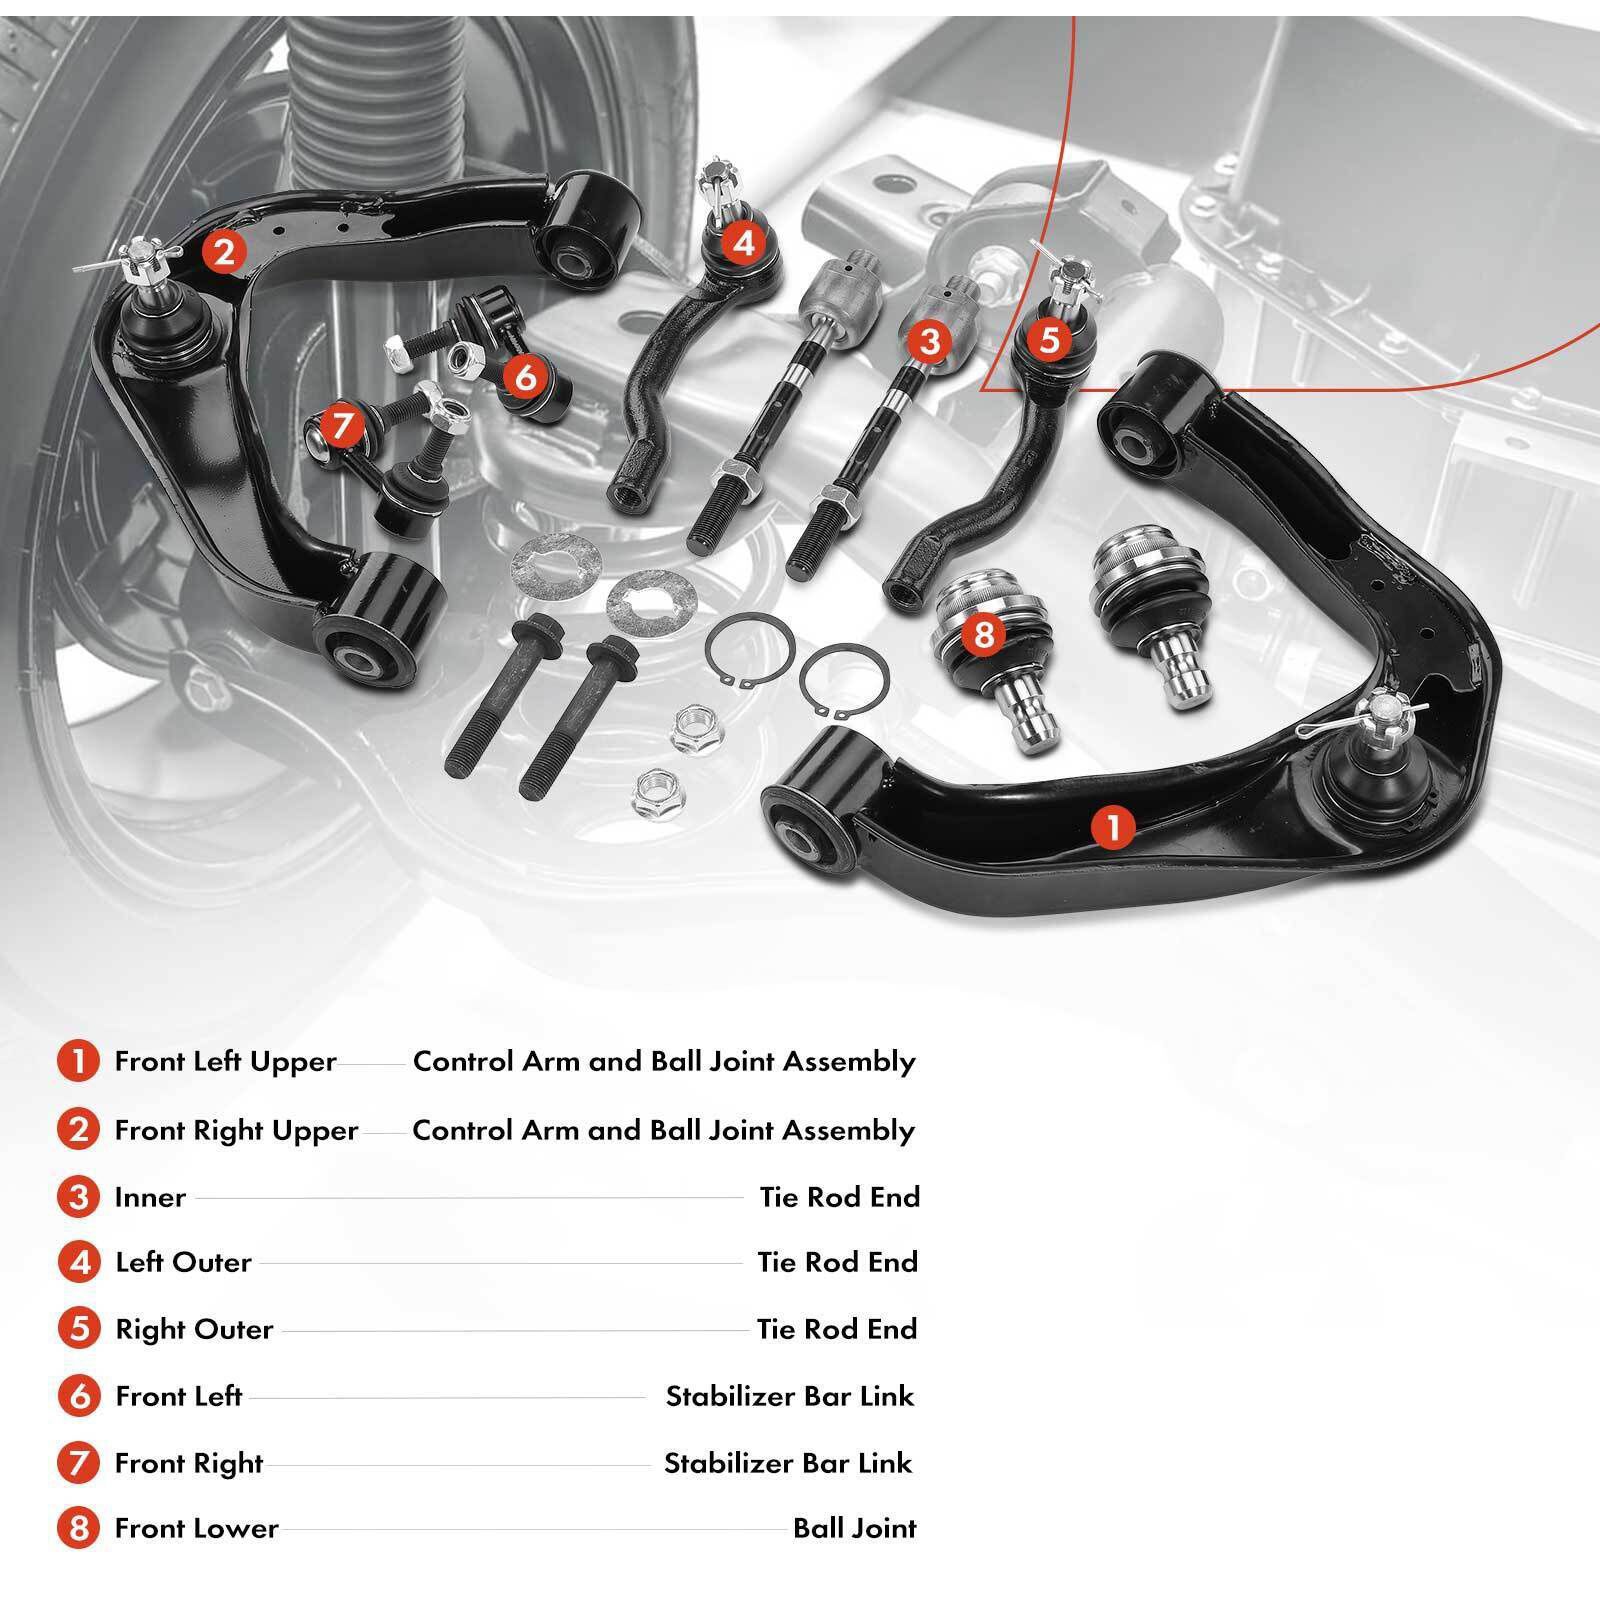 2
4
3
5
6
7
8
1
1 Front Left Upper Control Arm and Ball Joint Assembly
2 Front Right Upper Control Arm and Ball Joint Assembly
3 Inner Tie Rod End
4 Left Outer Tie Rod End
5 Right Outer Tie Rod End
6 Front Left Stabilizer Bar Link
7 Front Right Stabilizer Bar Link
8 Front Lower Ball Joint